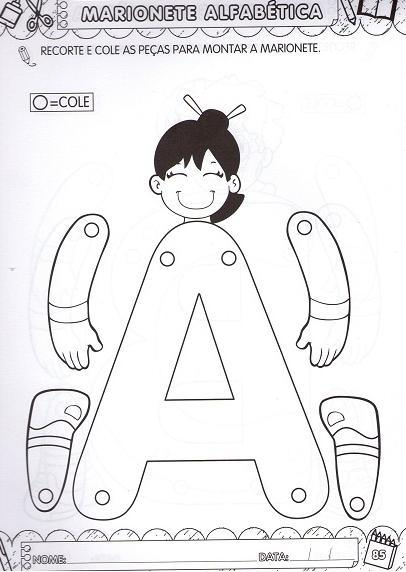 MARIONETE ALFABÉTICA
RECORTE E COLE AS PEÇAS PARA MONTAR A MARIONETE.
=COLE
A
NOME:
DATA: / /
85